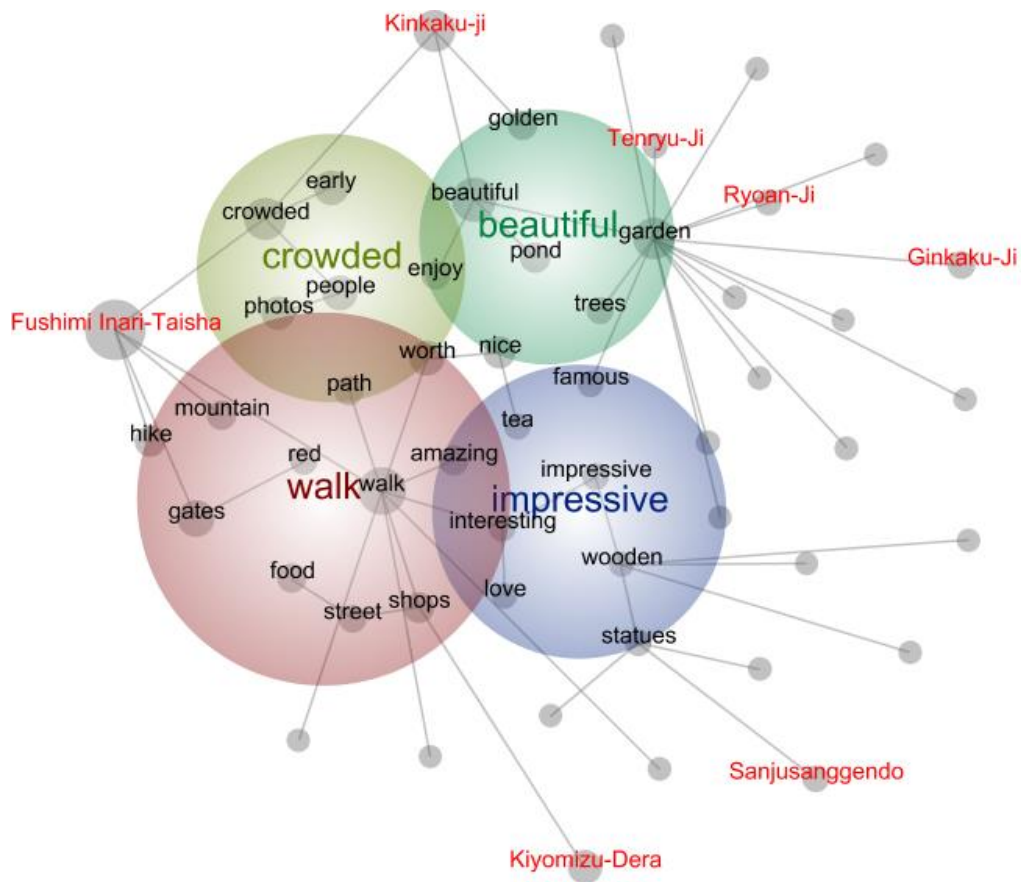 Kinkaku-ji
golden
Tenryu-Ji
early
beautiful
Ryoan-Ji
crowded
beautiful
garden
crowded
pond
Ginkaku-Ji
enjoy
people
photos
trees
Fushimi Inari-Taisha
worth
nice
path
famous
mountain
tea
hike
red
amazing
impressive
walk
walk
impressive
gates
interesting
wooden
food
love
street
shops
statues
Sanjusanggendo
Kiyomizu-Dera